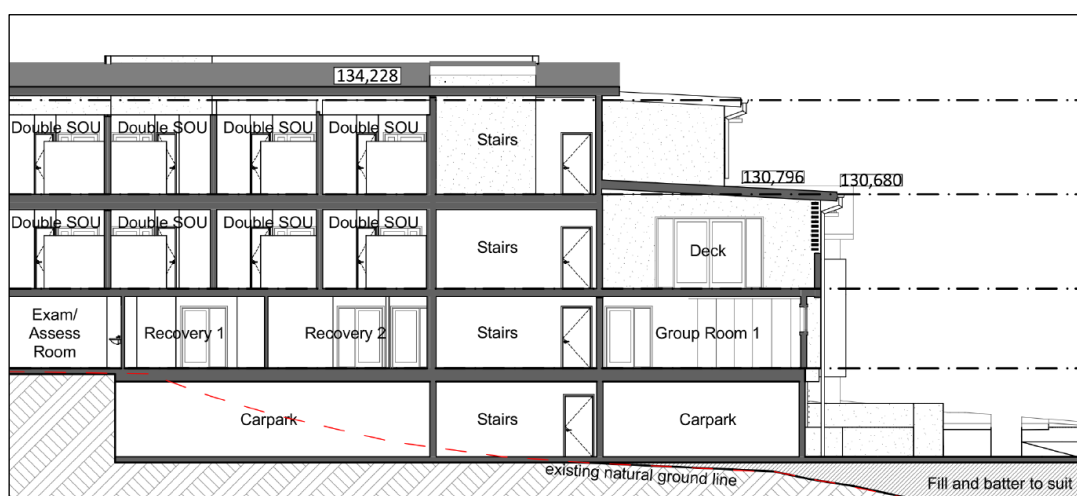 134,228
Double SOU
Double SOU
Double SOU
Double SOU
Stairs
130,796
130,680
Double SOU
Double SOU
Double SOU
Double SOU
Stairs
Deck
Exam/
Assess
Room
Recovery 1
Recovery 2
Stairs
Group Room 1
Carpark
Stairs
Carpark
existing natural ground line
Fill and batter to suit